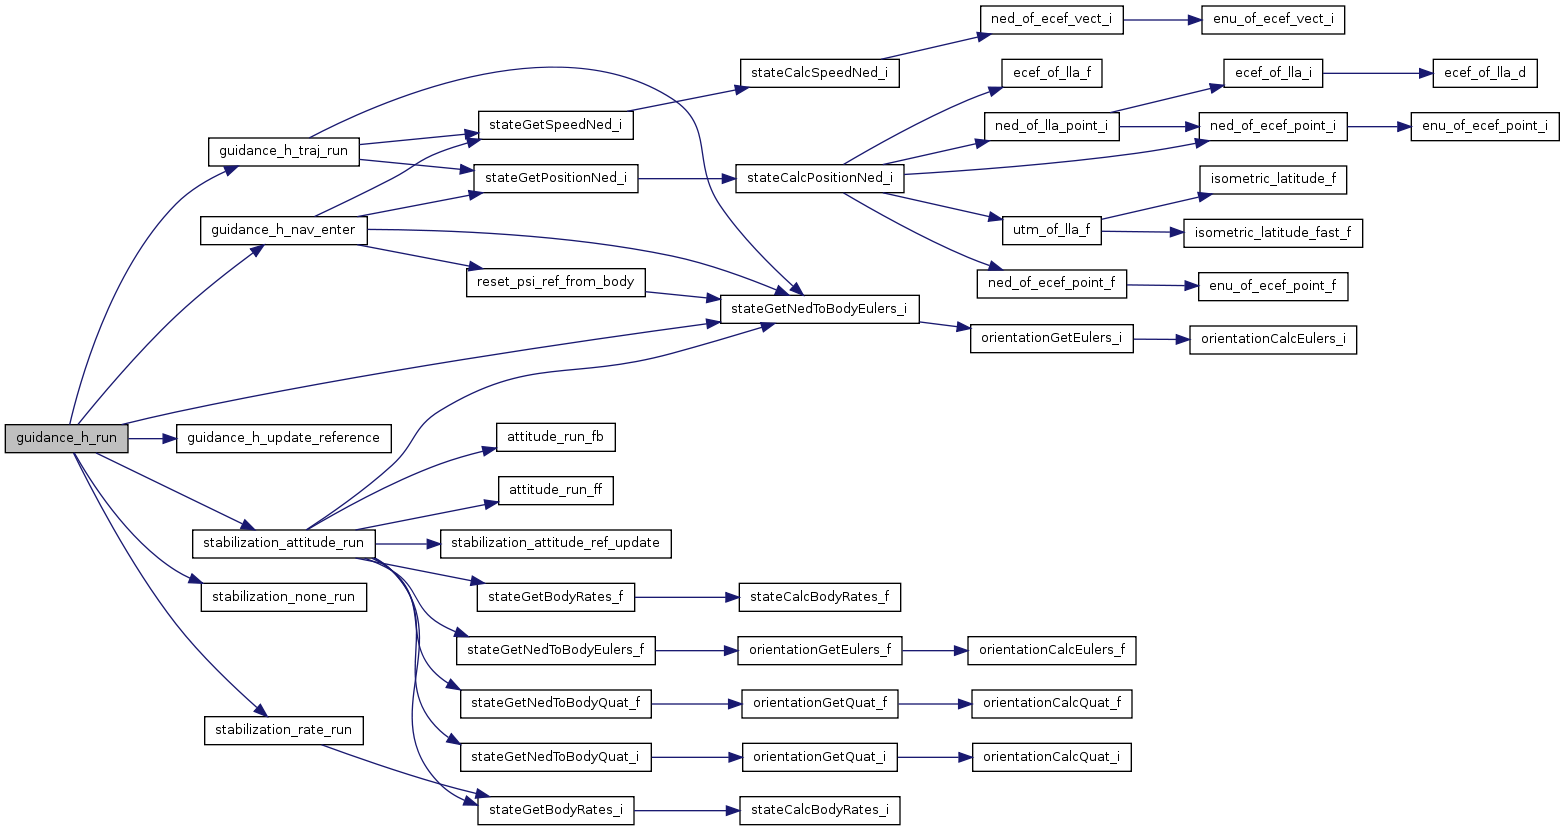 ned_of_ecef_vect_i
enu_of_ecef_vect_i
stateCalcSpeedNed_i
ecef_of_lla_f
ecef_of_lla_i
ecef_of_lla_d
stateGetSpeedNed_i
ned_of_lla_point_i
ned_of_ecef_point_i
enu_of_ecef_point_i
guidance_h_traj_run
stateGetPositionNed_i
stateCalcPositionNed_i
isometric_latitude_f
guidance_h_nav_enter
utm_of_lla_f
isometric_latitude_fast_f
reset_psi_ref_from_body
ned_of_ecef_point_f
enu_of_ecef_point_f
stateGetNedToBodyEulers_i
orientationGetEulers_i
orientationCalcEulers_i
guidance_h_run
guidance_h_update_reference
attitude_run_fb
attitude_run_ff
stabilization_attitude_run
stabilization_attitude_ref_update
stabilization_none_run
stateGetBodyRates_f
stateCalcBodyRates_f
stateGetNedToBodyEulers_f
orientationGetEulers_f
orientationCalcEulers_f
stateGetNedToBodyQuat_f
orientationGetQuat_f
orientationCalcQuat_f
stabilization_rate_run
stateGetNedToBodyQuat_i
orientationGetQuat_i
orientationCalcQuat_i
stateGetBodyRates_i
stateCalcBodyRates_i